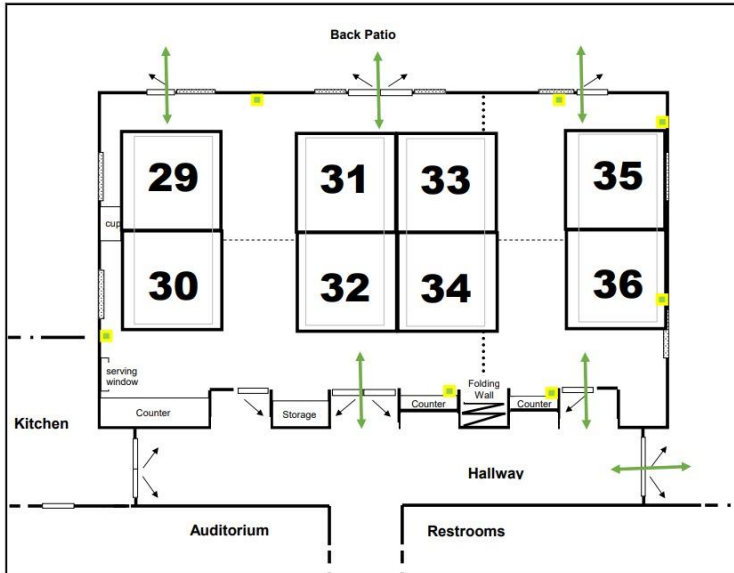 Back Patio
29
31
33
35
cup
30
32
34
36
serving
window
Folding
Wall
Counter
Storage
Counter
Counter
Kitchen
Hallway
Auditorium
Restrooms